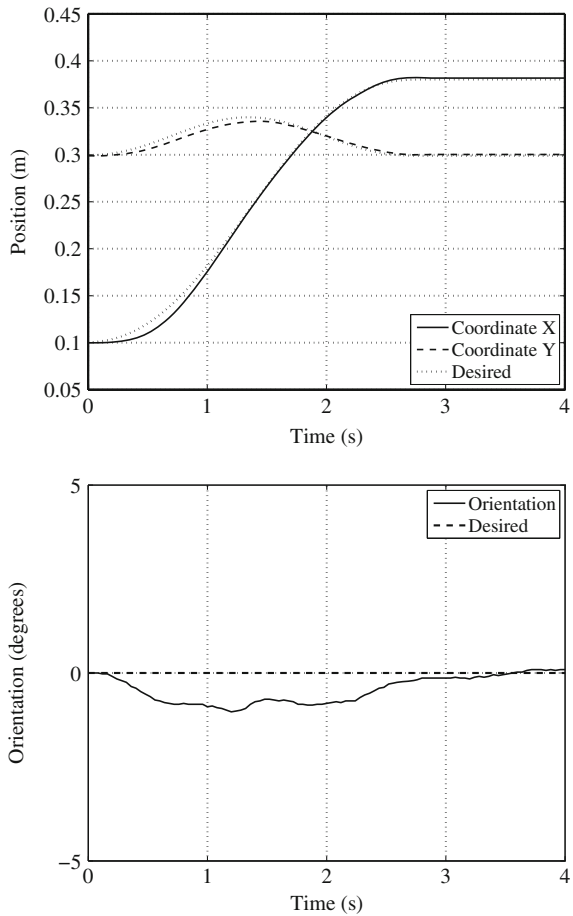 0.45
0.4
0.35
0.3
0.25
0.2
0.15
0.1
0.05
Position (m)
Coordinate X
Coordinate Y
Desired
0 1 2 3 4
Time (s)
5
0
−5
Orientation (degrees)
Orientation
Desired
0 1 2 3 4
Time (s)